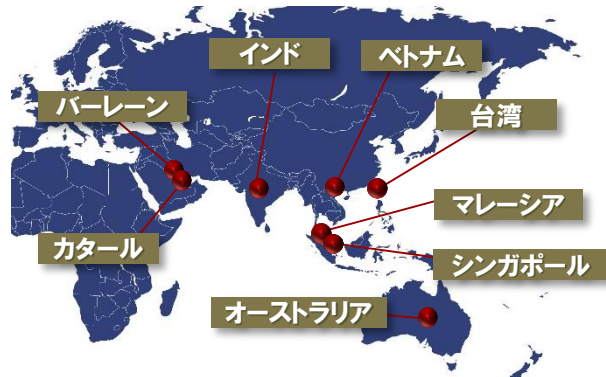 インド
ベトナム
バーレーン
台湾
マレーシア
カタール
シンガポール
オーストラリア